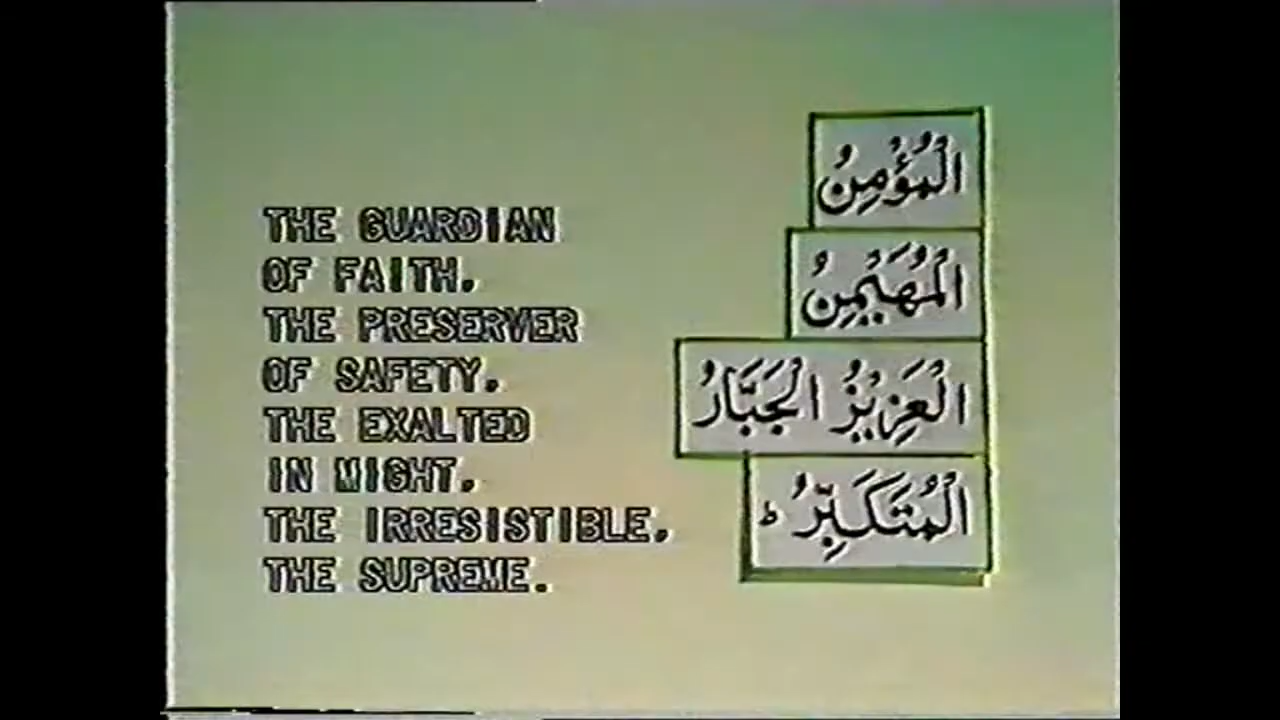 THE GUARDIAN
OF FAITH,
THE PRESERVER
OF SAFETY,
THE EXALTED
IN MIGHT,
THE IRRESISTIBLE,
THE SUPREME.
الْمُؤْمِنُ
الْمُهَيْمِنُ
الْعَزِيْزُ الْجَبَّارُ
الْمُتَكَبِّرُ ؕ